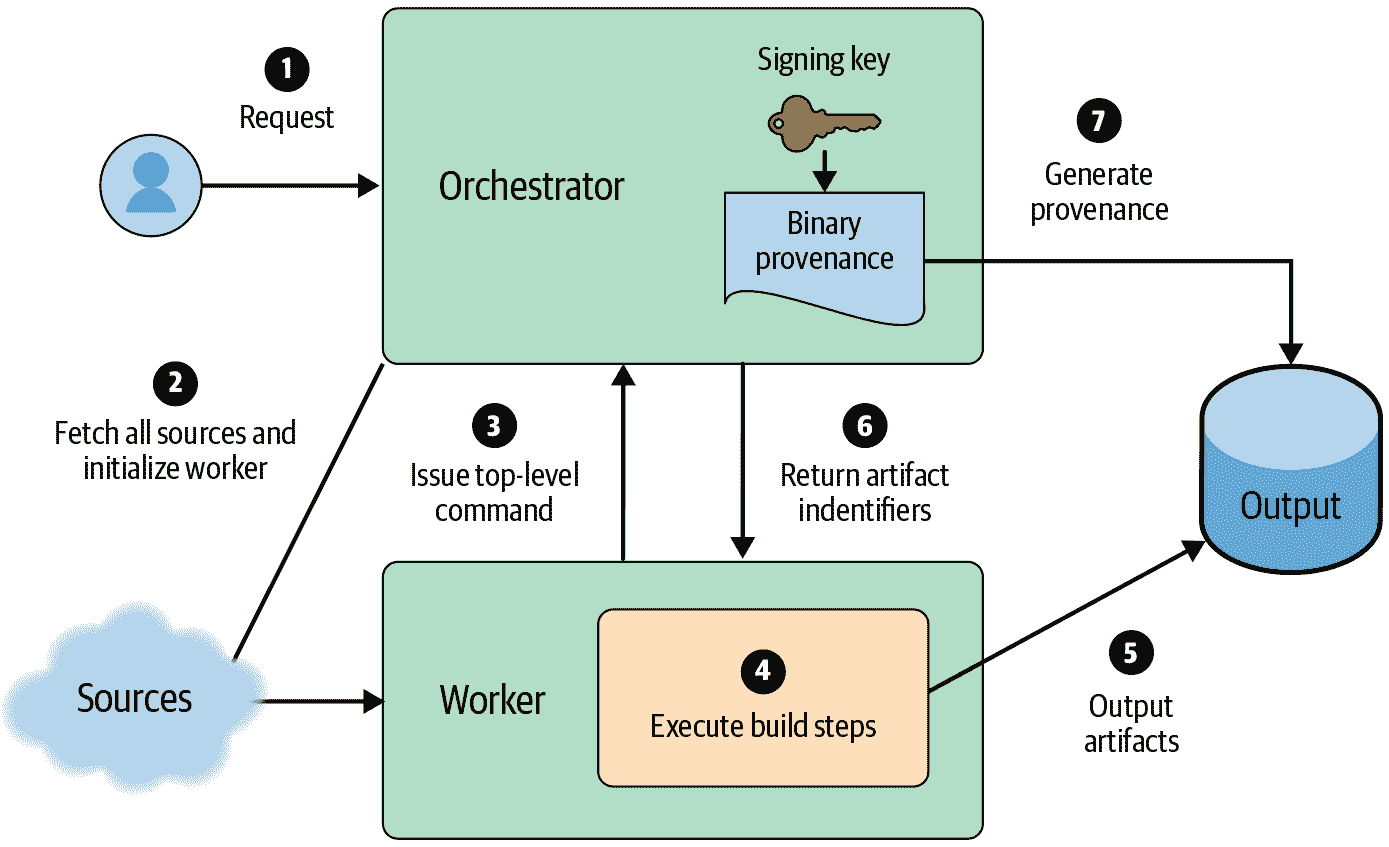 1
Request
Signing key
Orchestrator
Binary
provenance
7
Generate
provenance
2
Fetch all sources and
initialize worker
3
Issue top-level
command
6
Return artifact
indentifiers
Output
Sources
Worker
4
Execute build steps
5
Output
artifacts